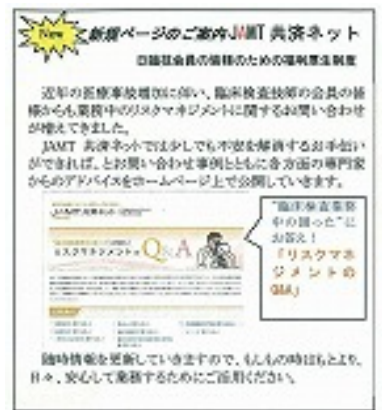 New 新規ページのご案内 JAMT 共済ネット
日臨技会員の皆様のための福利厚生制度
近年の医療事故増加に伴い、臨床検査技師の会員の皆
様からも業務中のリスクマネジメントに関するお問い合わせ
が増えてきました。
JAMT 共済ネットでは少しでも不安を解消するお手伝い
ができれば、とお問い合わせ事例とともに各方面の専門家
からのアドバイスをホームページ上で公開していきます。
JAMT共済ネット
リスクマネジメントのQ&A
"臨床検査業務
中の困った"に
お答え!
「リスクマネ
ジメントの
Q&A」
随時情報を更新していきますので、もしもの時はもとより、
日々、安心して業務するためにご活用ください。